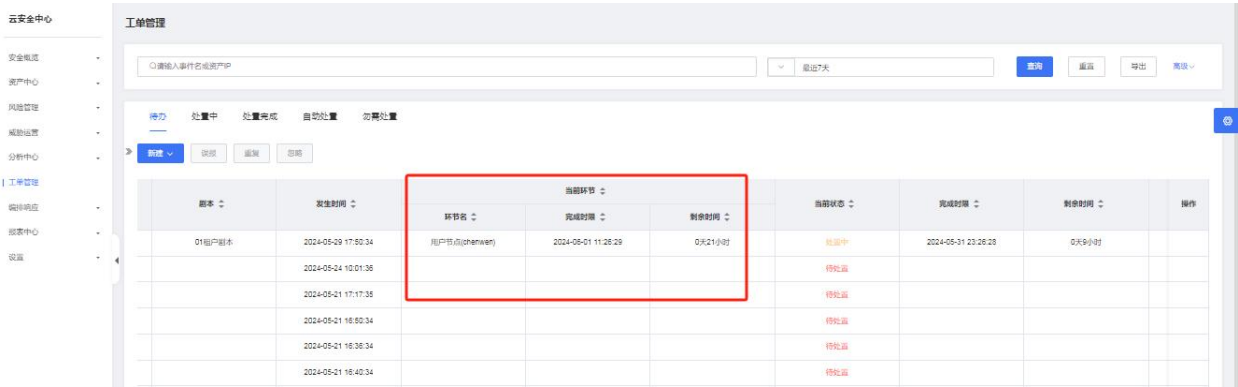 云安全中心
工单管理
安全概览
资产中心
风险管理
威胁运营
分析中心
工单管理
编排响应
报表中心
设置
请输入事件名或资产IP
最近7天
查询 重置 导出 高级
待办 处置中 处置完成 自动处置 勿需处置
新建 误报 重复 忽略
剧本 发生时间 当前环节 当前状态 完成时限 剩余时间 操作
环节名 完成时限 剩余时间
01租户剧本 2024-05-29 17:50:34 用户节点(chenwen) 2024-06-01 11:26:29 0天21小时 处置中 2024-05-31 23:26:28 0天9小时
2024-05-24 10:01:36 待处置
2024-05-21 17:17:35 待处置
2024-05-21 16:50:34 待处置
2024-05-21 16:36:34 待处置
2024-05-21 16:40:34 待处置